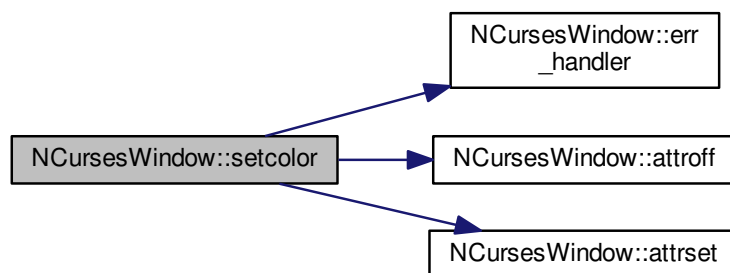 NCursesWindow::err
_handler
NCursesWindow::setcolor
NCursesWindow::attroff
NCursesWindow::attrset